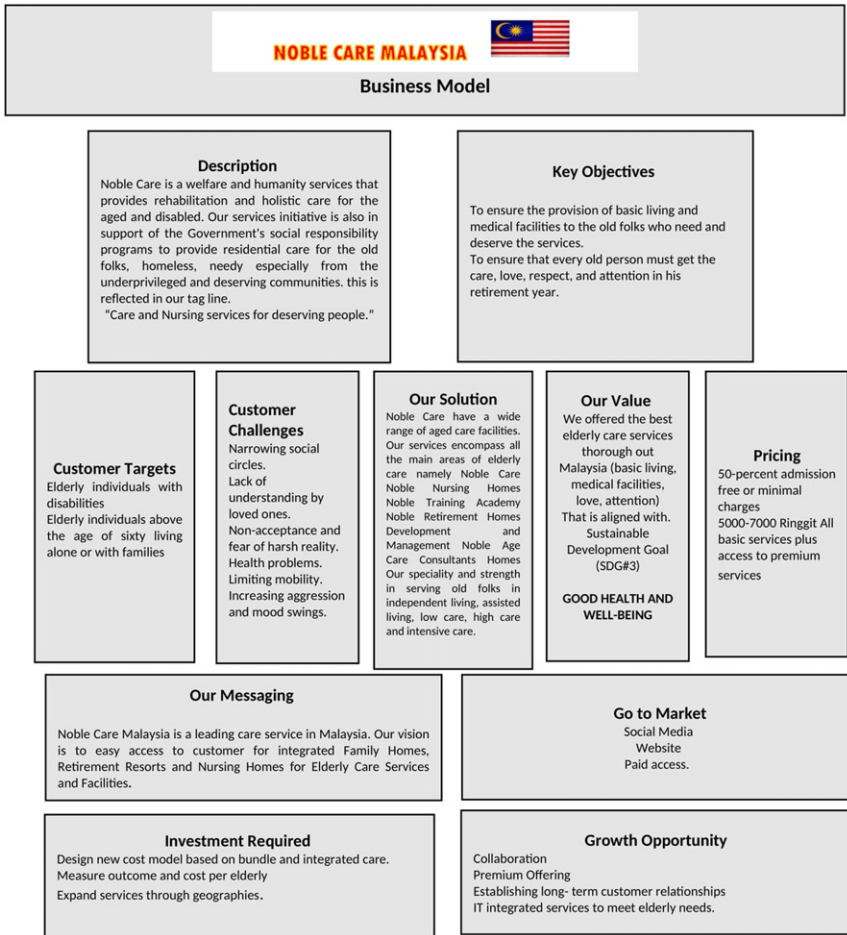 NOBLE CARE MALAYSIA
Business Model
Description
Noble Care is a welfare and humanity services that
provides rehabilitation and holistic care for the
aged and disabled. Our services initiative is also in
support of the Government's social responsibility
programs to provide residential care for the old
folks, homeless, needy especially from the
underprivileged and deserving communities. this is
reflected in our tag line.
“Care and Nursing services for deserving people.”
Key Objectives
To ensure the provision of basic living and
medical facilities to the old folks who need and
deserve the services.
To ensure that every old person must get the
care, love, respect, and attention in his
retirement year.
Customer Targets
Elderly individuals with
disabilities
Elderly individuals above
the age of sixty living
alone or with families
Customer
Challenges
Narrowing social
circles.
Lack of
understanding by
loved ones.
Non-acceptance and
fear of harsh reality.
Health problems.
Limiting mobility.
Increasing aggression
and mood swings.
Our Solution
Noble Care have a wide
range of aged care facilities.
Our services encompass all
the main areas of elderly
care namely Noble Care
Noble Nursing Homes
Noble Training Academy
Noble Retirement Homes
Development and
Management Noble Age
Care Consultants Homes
Our speciality and strength
in serving old folks in
independent living, assisted
living, low care, high care
and intensive care.
Our Value
We offered the best
elderly care services
thorough out
Malaysia (basic living,
medical facilities,
love, attention)
That is aligned with.
Sustainable
Development Goal
(SDG#3)
GOOD HEALTH AND
WELL-BEING
Pricing
50-percent admission
free or minimal
charges
5000-7000 Ringgit All
basic services plus
access to premium
services
Our Messaging
Noble Care Malaysia is a leading care service in Malaysia. Our vision
is to easy access to customer for integrated Family Homes,
Retirement Resorts and Nursing Homes for Elderly Care Services
and Facilities.
Go to Market
Social Media
Website
Paid access.
Investment Required
Design new cost model based on bundle and integrated care.
Measure outcome and cost per elderly
Expand services through geographies.
Growth Opportunity
Collaboration
Premium Offering
Establishing long- term customer relationships
IT integrated services to meet elderly needs.